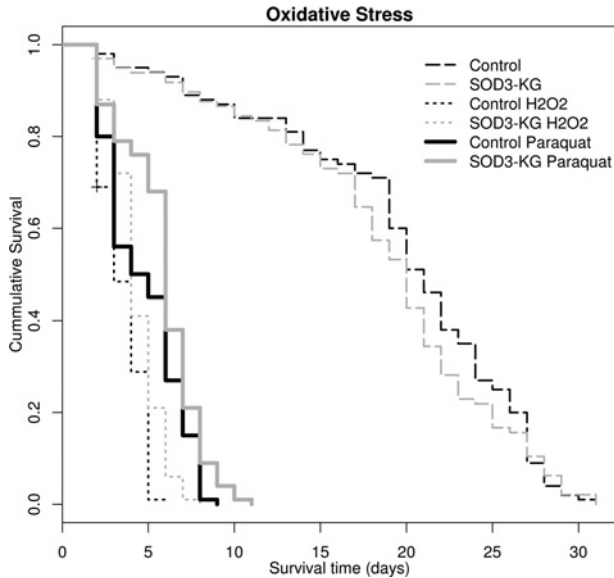 Oxidative Stress
Control
SOD3-KG
Control H2O2
SOD3-KG H2O2
Control Paraquat
SOD3-KG Paraquat
Cummulative Survival
1.0
0.8
0.6
0.4
0.2
0.0
0 5 10 15 20 25 30
Survival time (days)